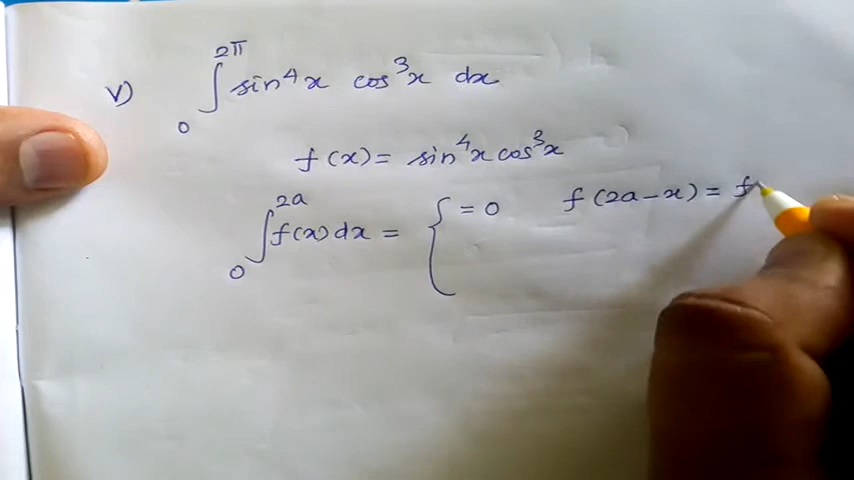 v) ∫₀^2π sin⁴x cos³x dx
f(x) = sin⁴x cos³x
∫₀^2a f(x) dx = { = 0 f(2a-x) = f